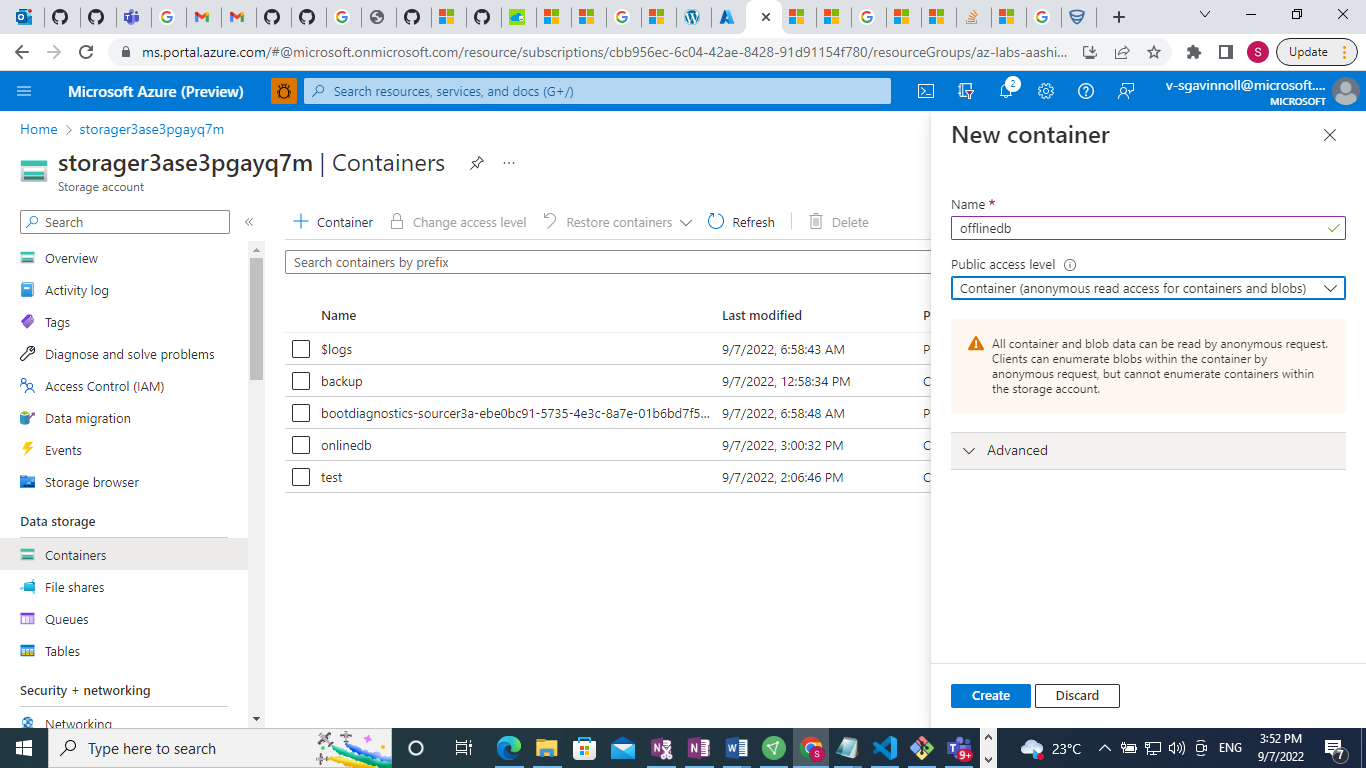 ms.portal.azure.com/#@microsoft.onmicrosoft.com/resource/subscriptions/cbb956ec-6c04-42ae-8428-91d91154f780/resourceGroups/az-labs-aashi...
Update
Microsoft Azure (Preview)
Search resources, services, and docs (G+/)
2
v-sgavinnoll@microsoft....
MICROSOFT
Home > storager3ase3pgayq7m
storager3ase3pgayq7m | Containers
Storage account
Search
Overview
Activity log
Tags
Diagnose and solve problems
Access Control (IAM)
Data migration
Events
Storage browser
Data storage
Containers
File shares
Queues
Tables
Security + networking
Networking
Container
Change access level
Restore containers
Refresh
Delete
Search containers by prefix
Name Last modified P
$logs 9/7/2022, 6:58:43 AM P
backup 9/7/2022, 12:58:34 PM C
bootdiagnostics-sourcer3a-ebe0bc91-5735-4e3c-8a7e-01b6bd7f5... 9/7/2022, 6:58:48 AM P
onlinedb 9/7/2022, 3:00:32 PM C
test 9/7/2022, 2:06:46 PM C
New container
Name *
offlinedb
Public access level
Container (anonymous read access for containers and blobs)
All container and blob data can be read by anonymous request.
Clients can enumerate blobs within the container by
anonymous request, but cannot enumerate containers within
the storage account.
Advanced
Create
Discard
Type here to search
9+
23°C
ENG
3:52 PM
9/7/2022
7